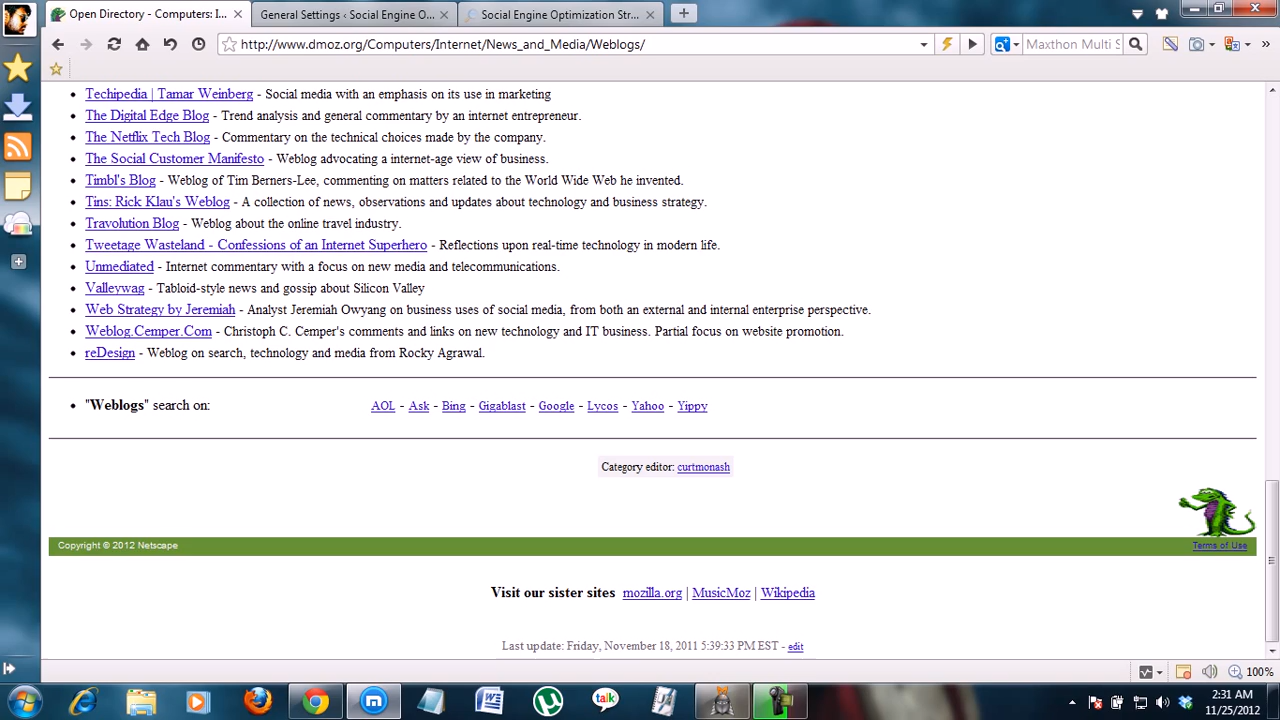 Open Directory - Computers: I...
General Settings ‹ Social Engine O...
Social Engine Optimization Str...
http://www.dmoz.org/Computers/Internet/News_and_Media/Weblogs/
Maxthon Multi S
Techipedia | Tamar Weinberg - Social media with an emphasis on its use in marketing
The Digital Edge Blog - Trend analysis and general commentary by an internet entrepreneur.
The Netflix Tech Blog - Commentary on the technical choices made by the company.
The Social Customer Manifesto - Weblog advocating a internet-age view of business.
Timbl's Blog - Weblog of Tim Berners-Lee, commenting on matters related to the World Wide Web he invented.
Tins: Rick Klau's Weblog - A collection of news, observations and updates about technology and business strategy.
Travolution Blog - Weblog about the online travel industry.
Tweetage Wasteland - Confessions of an Internet Superhero - Reflections upon real-time technology in modern life.
Unmediated - Internet commentary with a focus on new media and telecommunications.
Valleywag - Tabloid-style news and gossip about Silicon Valley
Web Strategy by Jeremiah - Analyst Jeremiah Owyang on business uses of social media, from both an external and internal enterprise perspective.
Weblog.Cemper.Com - Christoph C. Cemper's comments and links on new technology and IT business. Partial focus on website promotion.
reDesign - Weblog on search, technology and media from Rocky Agrawal.
"Weblogs" search on: AOL - Ask - Bing - Gigablast - Google - Lycos - Yahoo - Yippy
Category editor: curtmonash
Copyright © 2012 Netscape
Terms of Use
Visit our sister sites mozilla.org | MusicMoz | Wikipedia
Last update: Friday, November 18, 2011 5:39:33 PM EST - edit
100%
talk
2:31 AM
11/25/2012